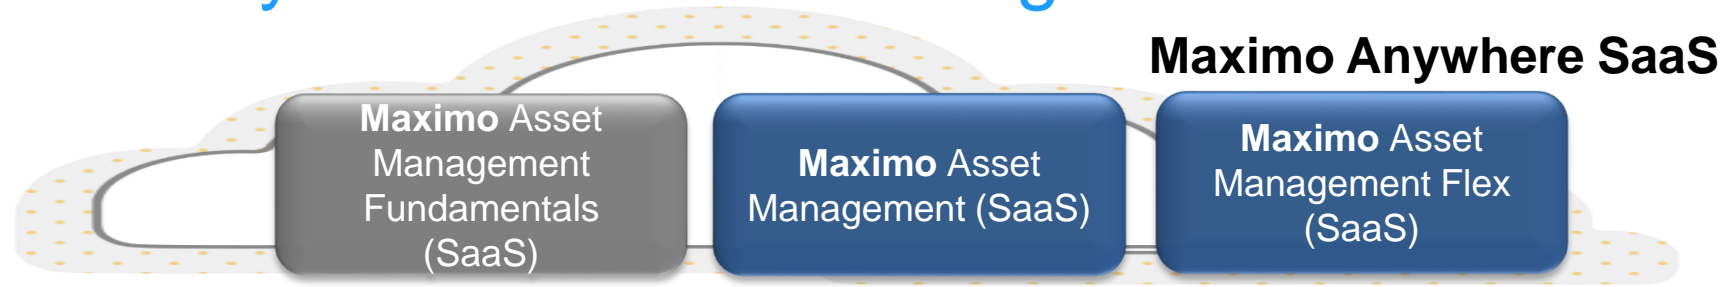 Maximo Anywhere SaaS
Maximo Asset
Management
Fundamentals
(SaaS)
Maximo Asset
Management (SaaS)
Maximo Asset
Management Flex
(SaaS)